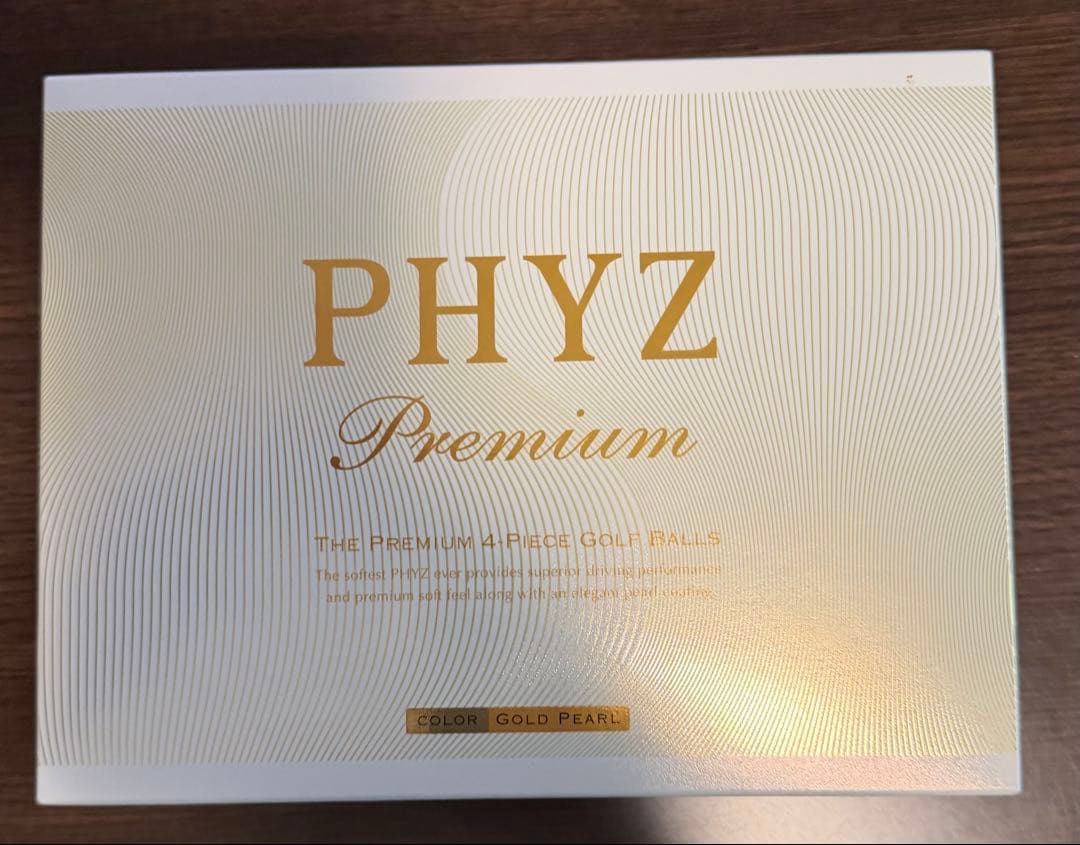 PHYZ
Premium
THE PREMIUM 4-PIECE GOLF BALLS
The softest PHYZ ever provides superior driving performance
and premium soft feel along with an elegant pearl coating.
COLOR GOLD PEARL